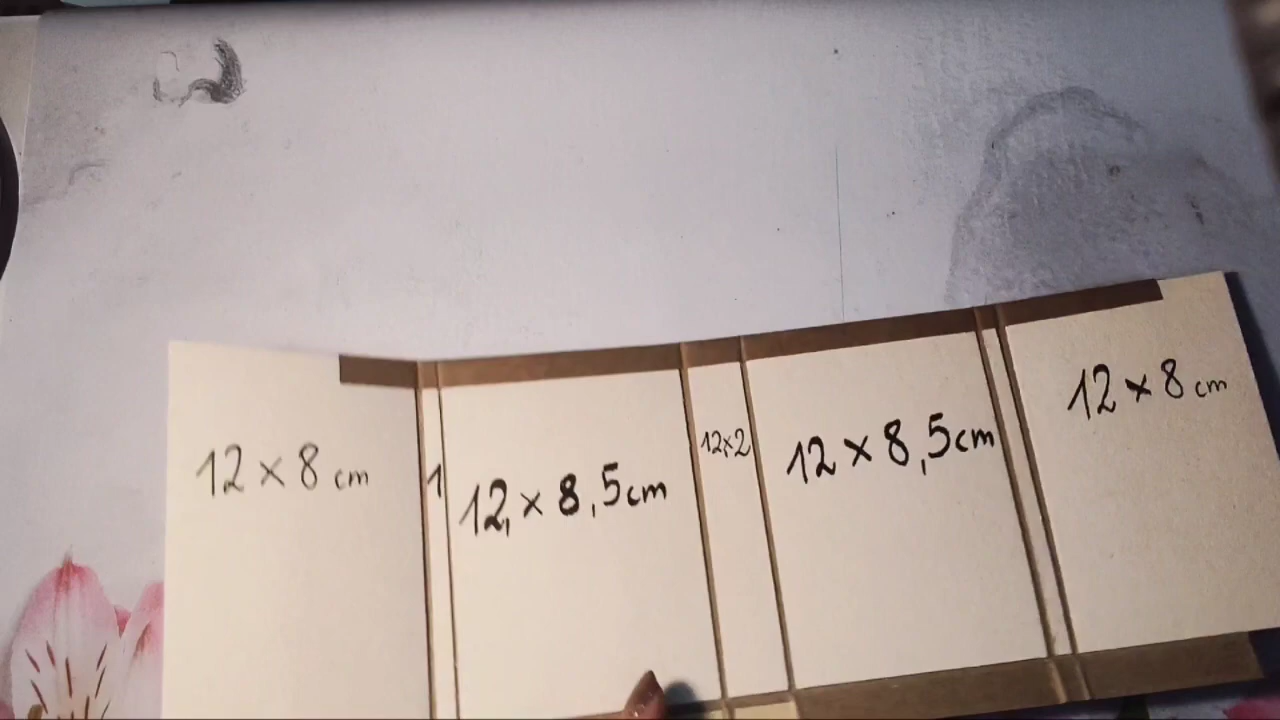 12 × 8 cm
1
12, × 8,5cm
12×2
12 × 8,5cm
12 × 8 cm